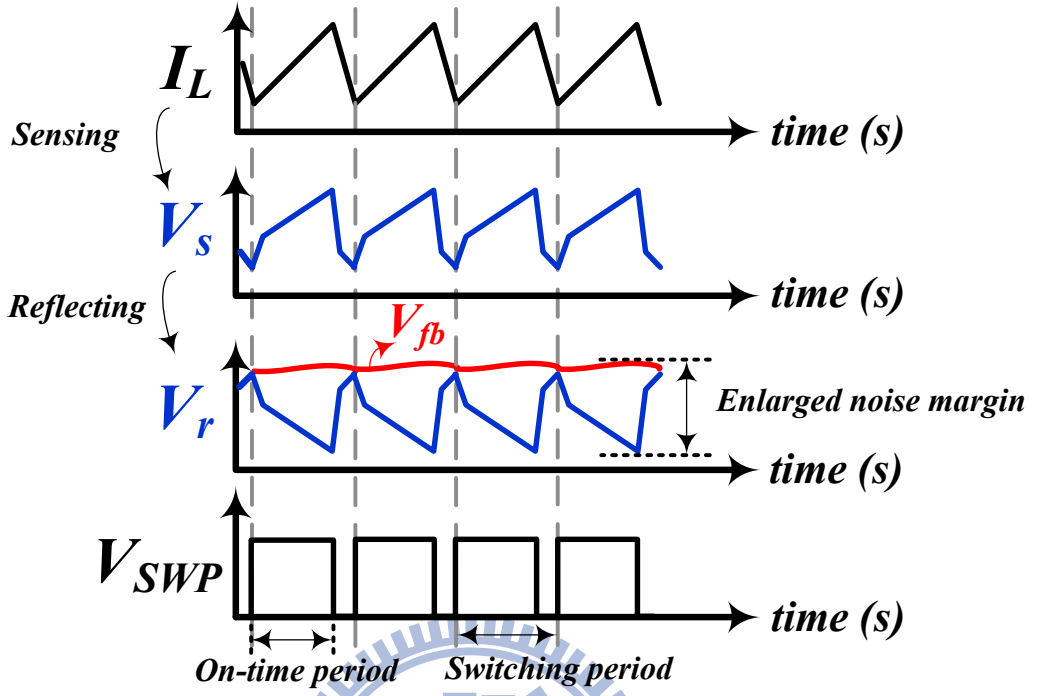 I_L
Sensing
time (s)
V_s
Reflecting
time (s)
V_fb
V_r
Enlarged noise margin
time (s)
V_SWP
time (s)
On-time period
Switching period